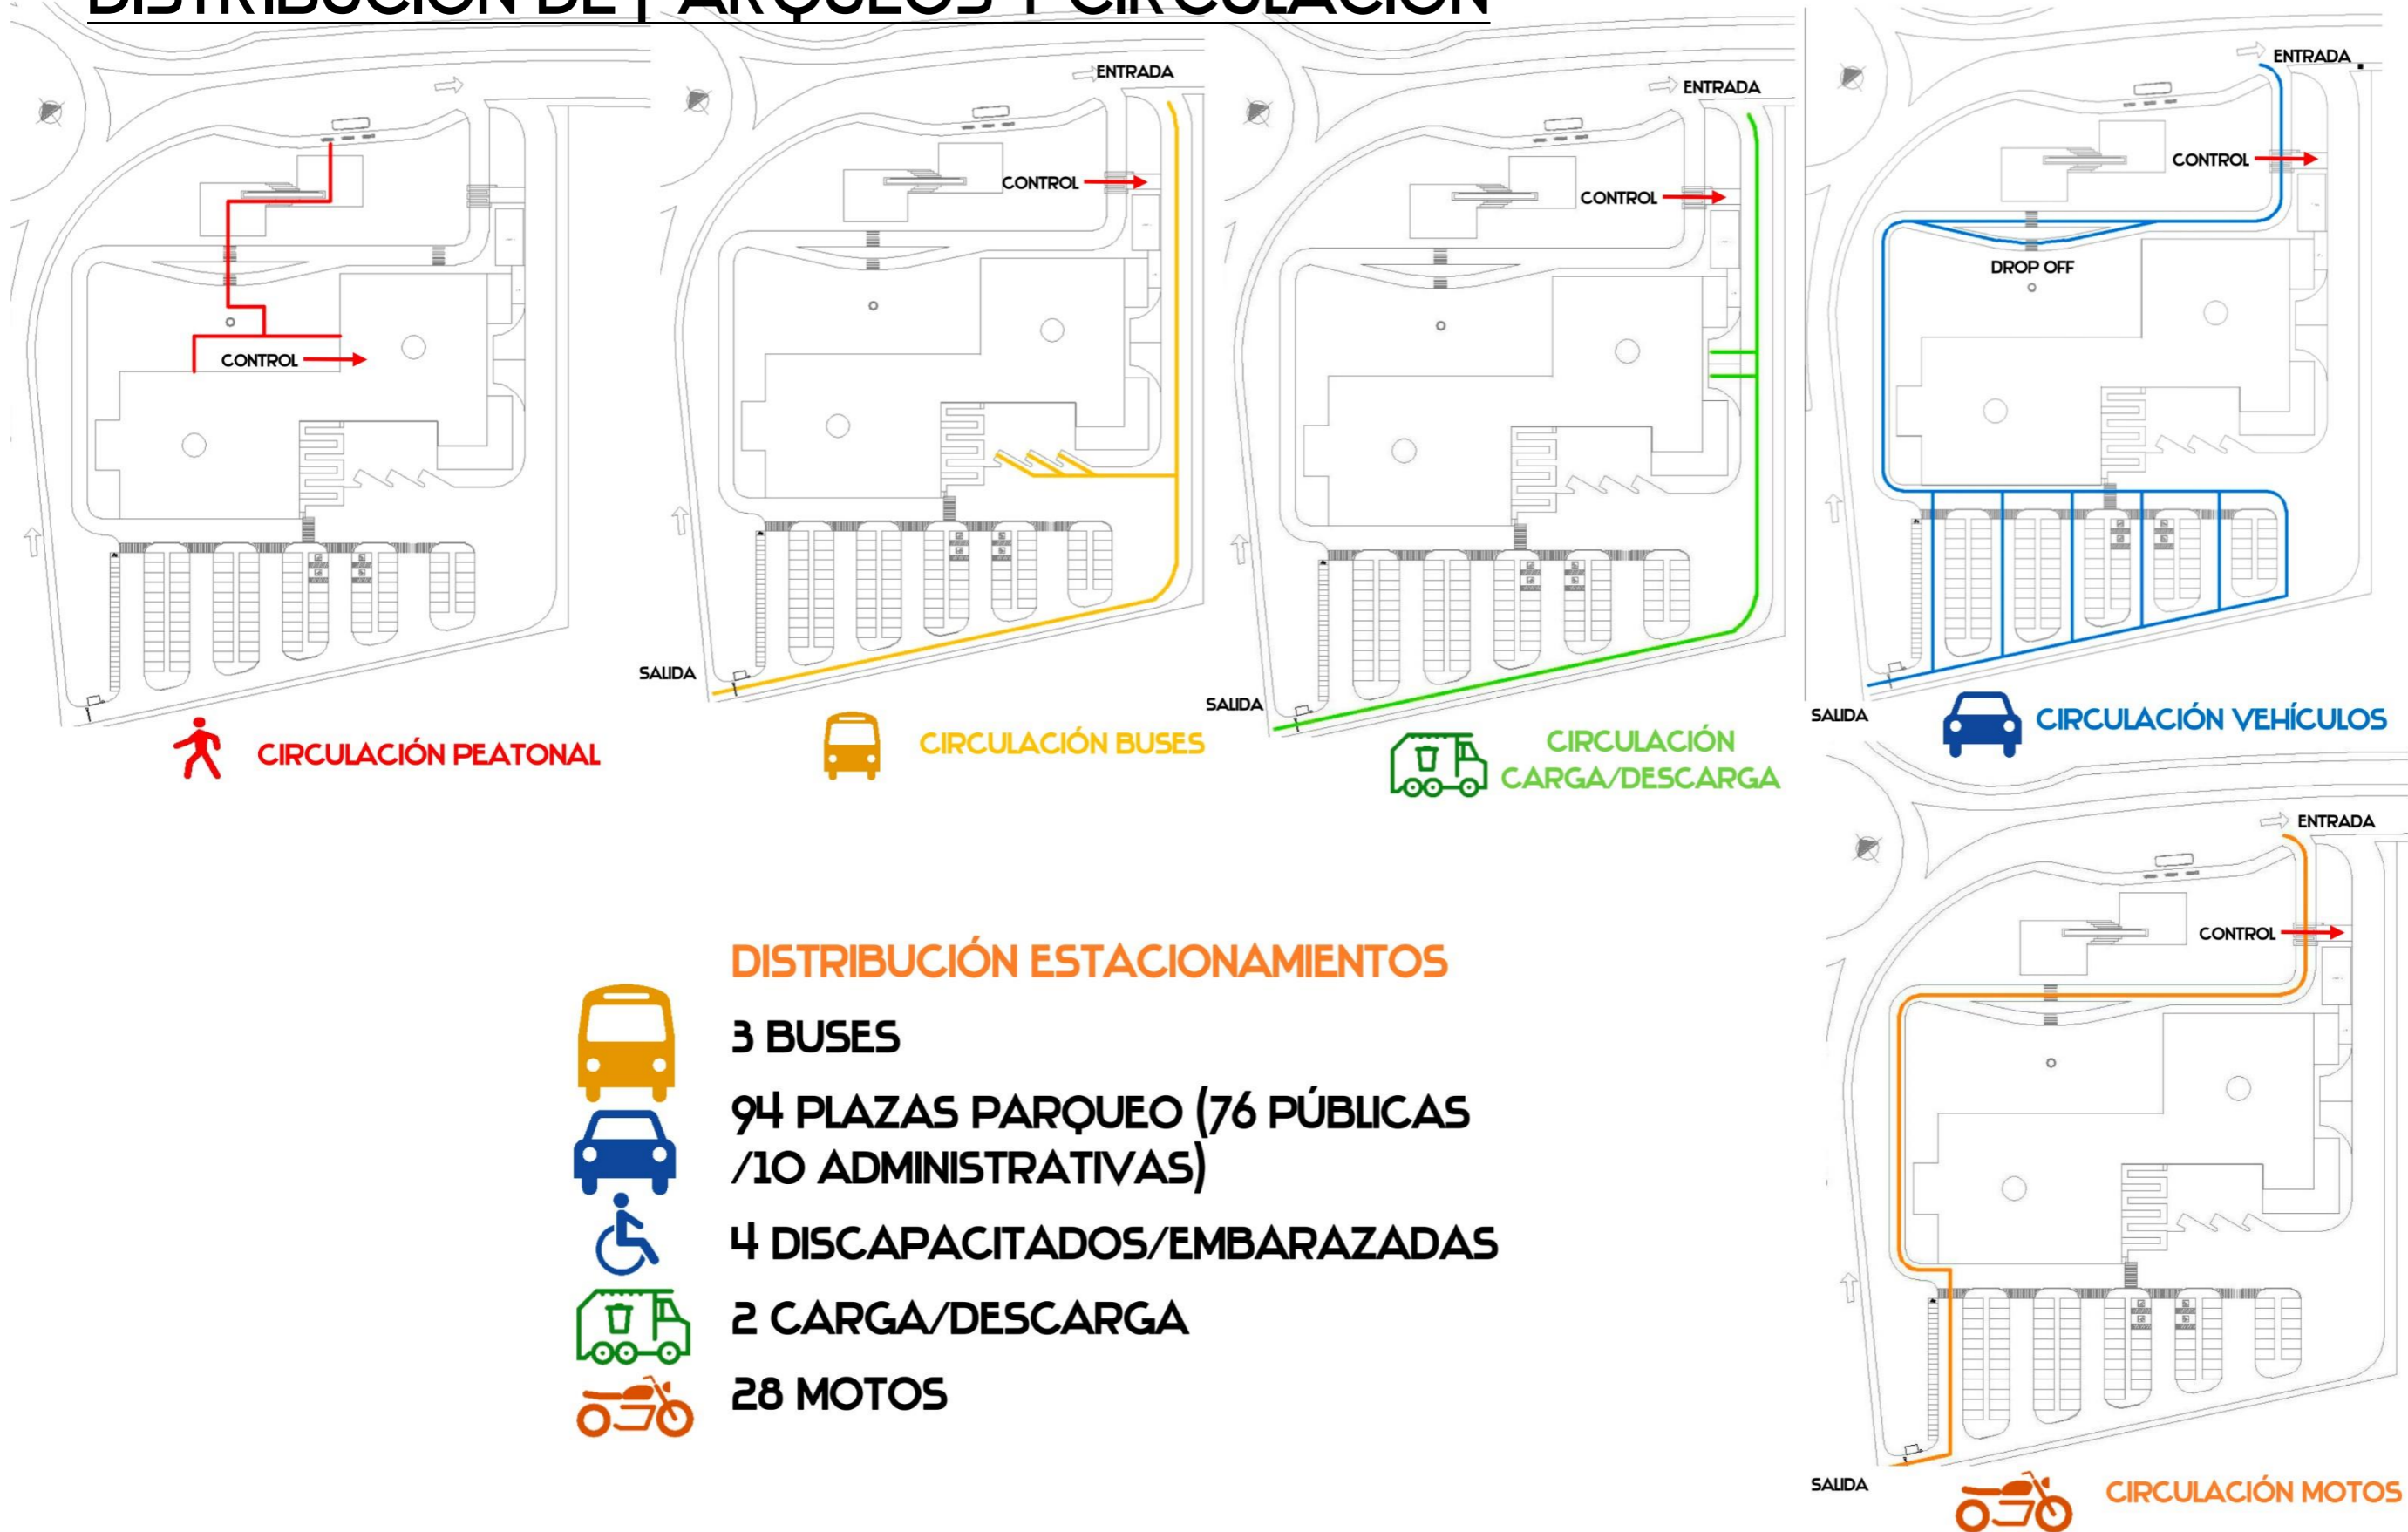 DISTRIBUCIÓN DE PARQUEOS Y CIRCULACIÓN
CONTROL
CIRCULACIÓN PEATONAL
ENTRADA
CONTROL
SALIDA
CIRCULACIÓN BUSES
ENTRADA
CONTROL
SALIDA
CIRCULACIÓN
CARGA/DESCARGA
ENTRADA
CONTROL
DROP OFF
SALIDA
CIRCULACIÓN VEHÍCULOS
DISTRIBUCIÓN ESTACIONAMIENTOS
3 BUSES
94 PLAZAS PARQUEO (76 PÚBLICAS
/10 ADMINISTRATIVAS)
4 DISCAPACITADOS/EMBARAZADAS
2 CARGA/DESCARGA
28 MOTOS
ENTRADA
CONTROL
SALIDA
CIRCULACIÓN MOTOS